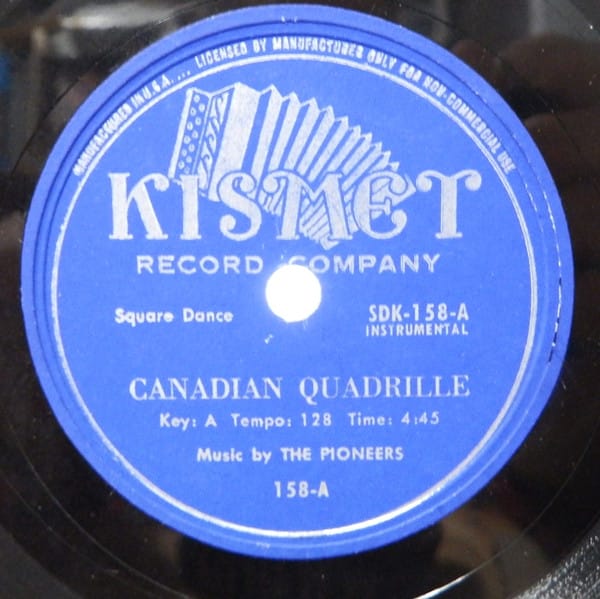 MANUFACTURED IN U.S.A. ... LICENSED BY MANUFACTURER ONLY FOR NON-COMMERCIAL USE
KISMET
RECORD COMPANY
Square Dance
SDK-158-A
INSTRUMENTAL
CANADIAN QUADRILLE
Key: A Tempo: 128 Time: 4:45
Music by THE PIONEERS
158-A